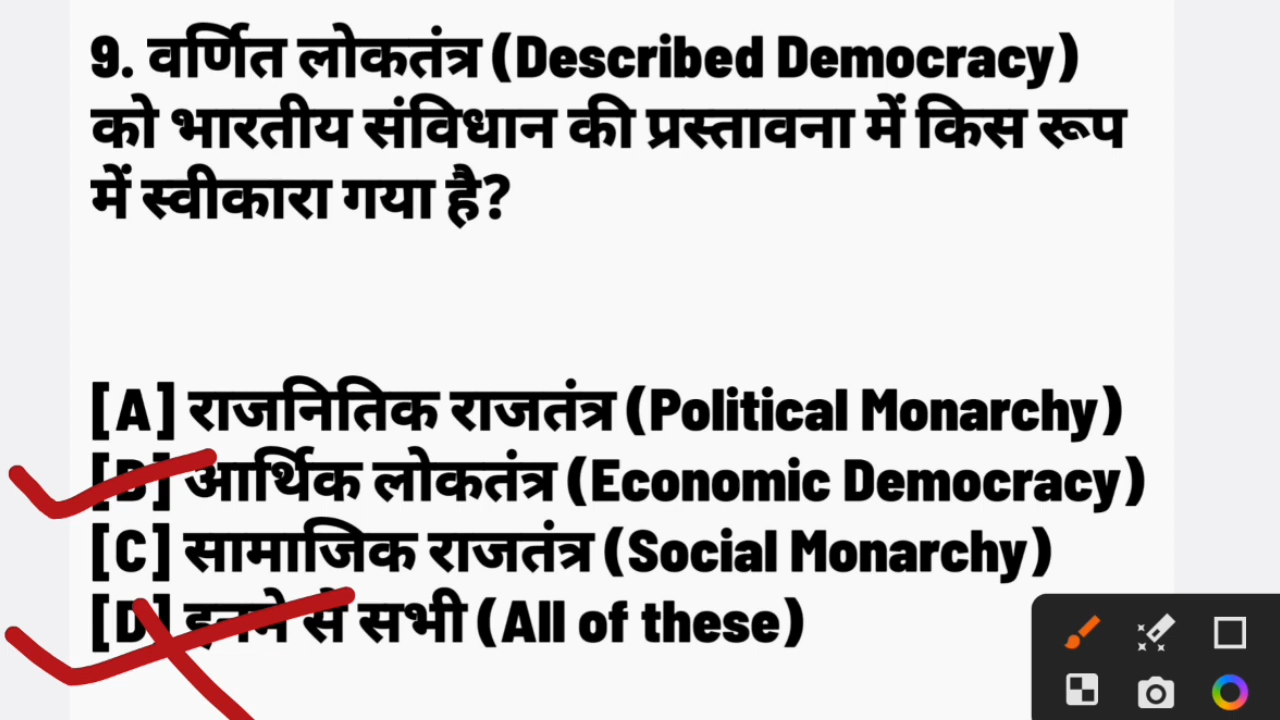 9. वर्णित लोकतंत्र (Described Democracy)
को भारतीय संविधान की प्रस्तावना में किस रूप
में स्वीकारा गया है?
[A] राजनितिक राजतंत्र (Political Monarchy)
[B] आर्थिक लोकतंत्र (Economic Democracy)
[C] सामाजिक राजतंत्र (Social Monarchy)
[D] इनमे से सभी (All of these)